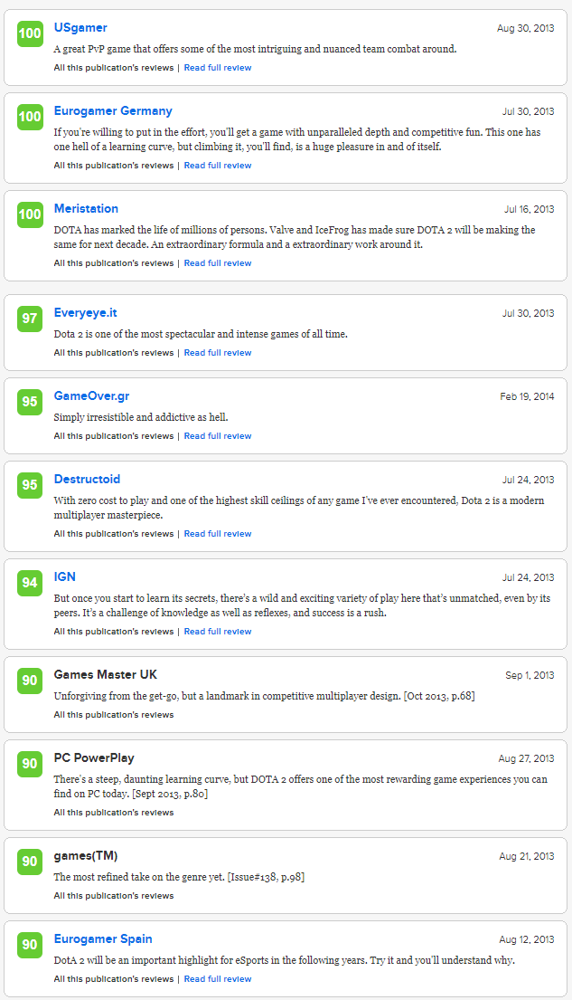 100
USgamer
Aug 30, 2013
A great PvP game that offers some of the most intriguing and nuanced team combat around.
All this publication's reviews | Read full review
100
Eurogamer Germany
Jul 30, 2013
If you're willing to put in the effort, you'll get a game with unparalleled depth and competitive fun. This one has
one hell of a learning curve, but climbing it, you'll find, is a huge pleasure in and of itself.
All this publication's reviews | Read full review
100
Meristation
Jul 16, 2013
DOTA has marked the life of millions of persons. Valve and IceFrog has made sure DOTA 2 will be making the
same for next decade. An extraordinary formula and a extraordinary work around it.
All this publication's reviews | Read full review
97
Everyeye.it
Jul 30, 2013
Dota 2 is one of the most spectacular and intense games of all time.
All this publication's reviews | Read full review
95
GameOver.gr
Feb 19, 2014
Simply irresistible and addictive as hell.
All this publication's reviews | Read full review
95
Destructoid
Jul 24, 2013
With zero cost to play and one of the highest skill ceilings of any game I've ever encountered, Dota 2 is a modern
multiplayer masterpiece.
All this publication's reviews | Read full review
94
IGN
Jul 24, 2013
But once you start to learn its secrets, there’s a wild and exciting variety of play here that’s unmatched, even by its
peers. It’s a challenge of knowledge as well as reflexes, and success is a rush.
All this publication's reviews | Read full review
90
Games Master UK
Sep 1, 2013
Unforgiving from the get-go, but a landmark in competitive multiplayer design. [Oct 2013, p.68]
All this publication's reviews
90
PC PowerPlay
Aug 27, 2013
There's a steep, daunting learning curve, but DOTA 2 offers one of the most rewarding game experiences you can
find on PC today. [Sept 2013, p.80]
All this publication's reviews
90
games(TM)
Aug 21, 2013
The most refined take on the genre yet. [Issue#138, p.98]
All this publication's reviews
90
Eurogamer Spain
Aug 12, 2013
DotA 2 will be an important highlight for eSports in the following years. Try it and you'll understand why.
All this publication's reviews | Read full review